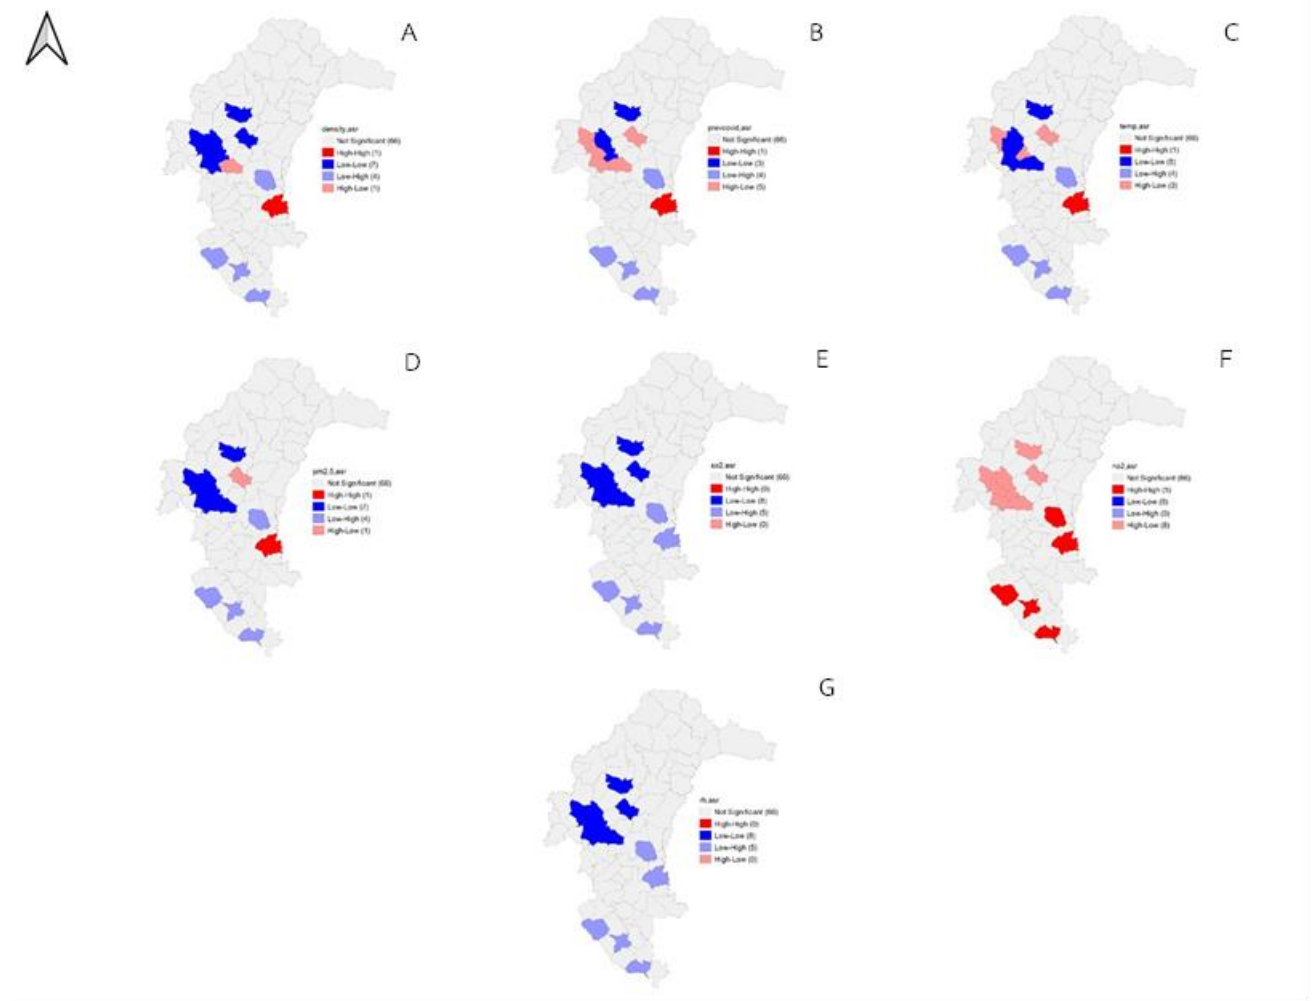 A
density,asr
Not Significant (66)
High-High (1)
Low-Low (7)
Low-High (4)
High-Low (1)
B
prevcovid,asr
Not Significant (66)
High-High (1)
Low-Low (3)
Low-High (4)
High-Low (5)
C
temp,asr
Not Significant (66)
High-High (1)
Low-Low (5)
Low-High (4)
High-Low (3)
D
pm2.5,asr
Not Significant (66)
High-High (1)
Low-Low (7)
Low-High (4)
High-Low (1)
E
so2,asr
Not Significant (66)
High-High (0)
Low-Low (8)
Low-High (5)
High-Low (0)
F
no2,asr
Not Significant (66)
High-High (5)
Low-Low (0)
Low-High (0)
High-Low (8)
G
rh,asr
Not Significant (66)
High-High (0)
Low-Low (8)
Low-High (5)
High-Low (0)